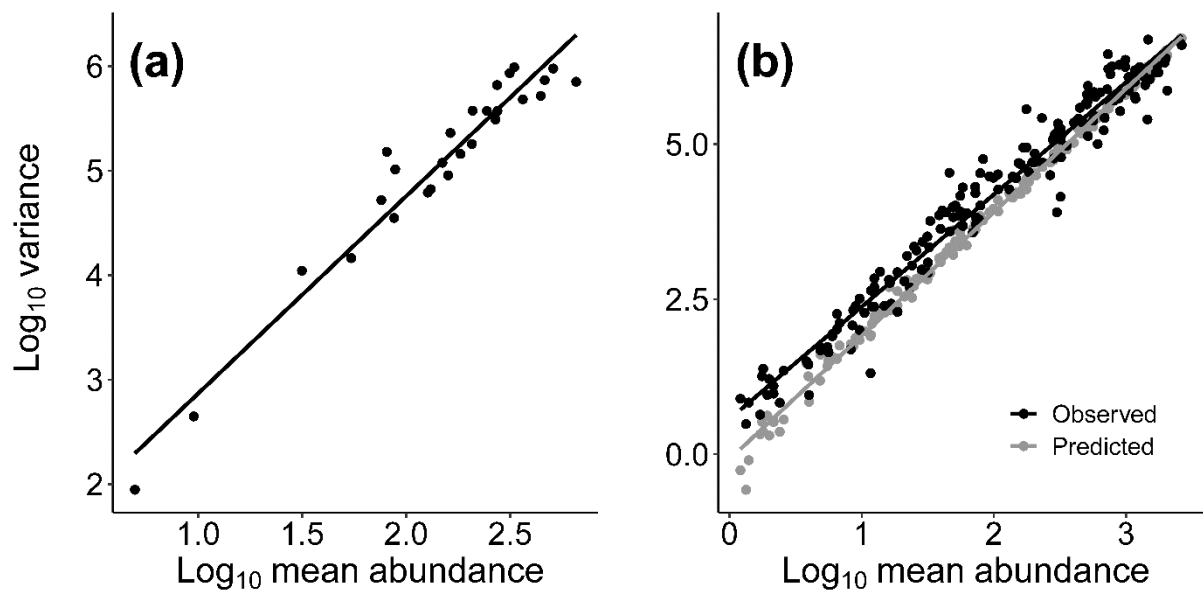 (a)
6
5
4
3
2
1.0 1.5 2.0 2.5
Log₁₀ mean abundance
Log₁₀ variance
(b)
5.0
2.5
0.0
Observed
Predicted
0 1 2 3
Log₁₀ mean abundance